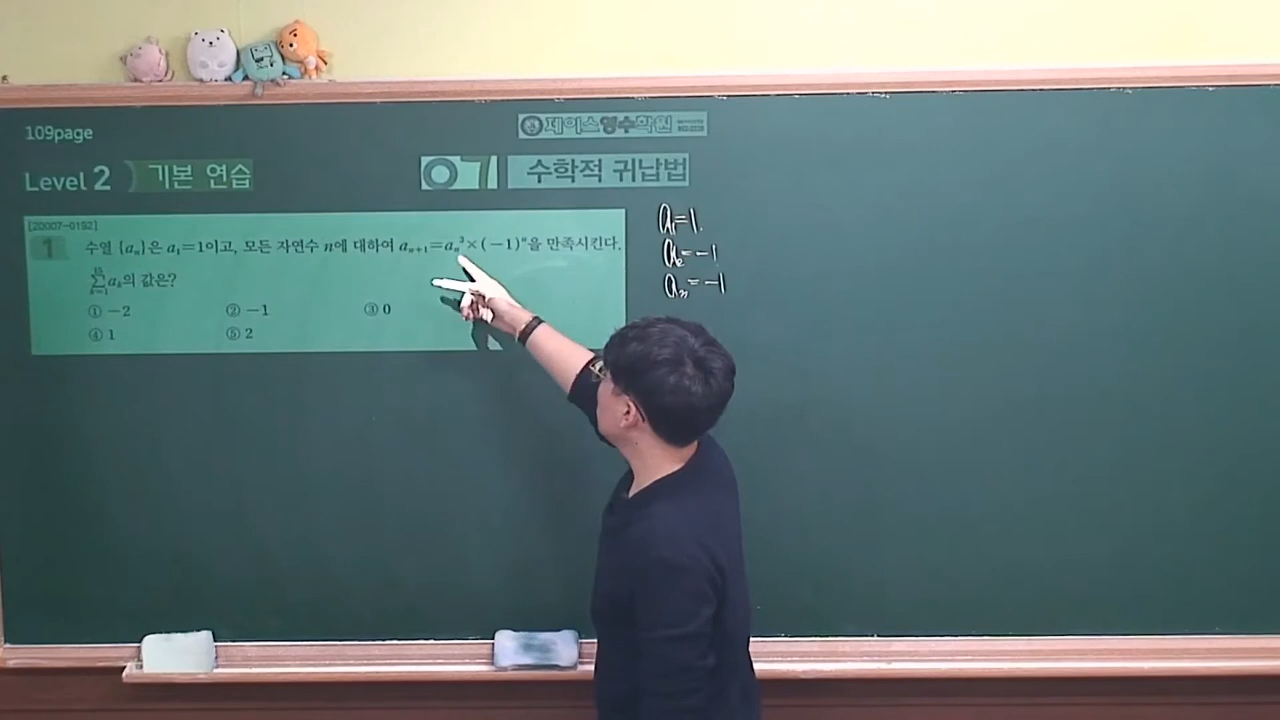 109page
제이스영수학원
Level 2 기본 연습
07 수학적 귀납법
[20007-0192]
1 수열 {aₙ}은 a₁=1이고, 모든 자연수 n에 대하여 aₙ₊₁=aₙ³×(-1)ⁿ을 만족시킨다.
∑aₖ의 값은?
① -2 ② -1 ③ 0
④ 1 ⑤ 2
a₁=1.
a₂=-1
a₃=-1